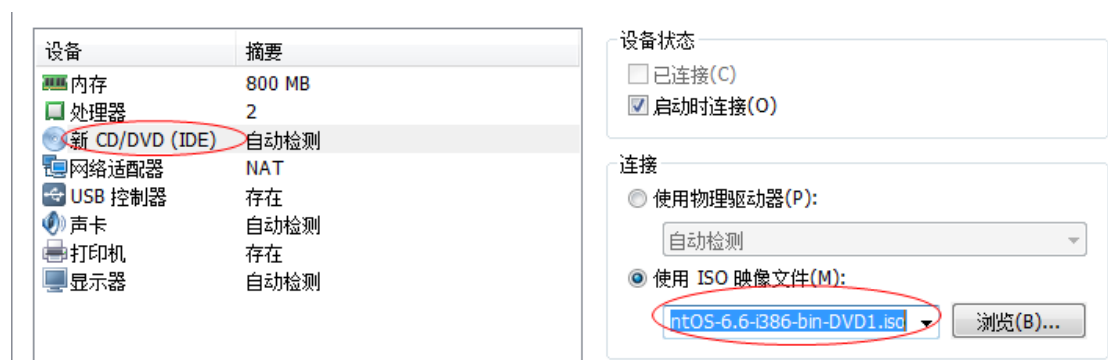 设备 摘要
内存 800 MB
处理器 2
新 CD/DVD (IDE) 自动检测
网络适配器 NAT
USB 控制器 存在
声卡 自动检测
打印机 存在
显示器 自动检测
设备状态
已连接(C)
启动时连接(O)
连接
使用物理驱动器(P):
自动检测
使用 ISO 映像文件(M):
ntOS-6.6-i386-bin-DVD1.iso 浏览(B)...